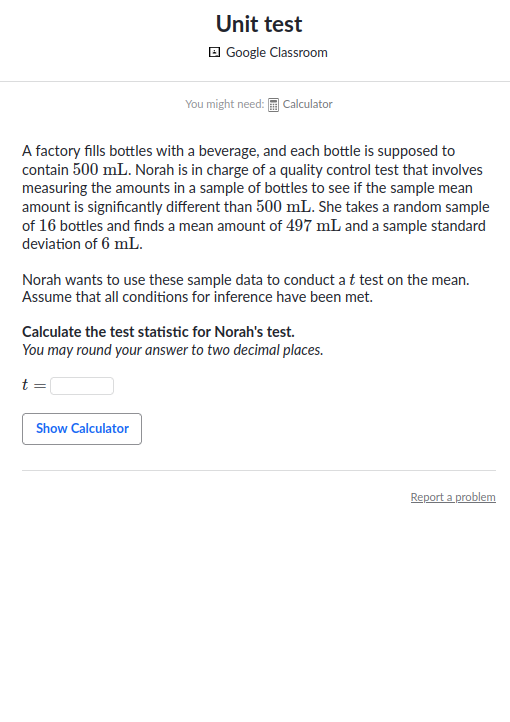 Unit test
Google Classroom
You might need: Calculator
A factory fills bottles with a beverage, and each bottle is supposed to
contain 500 mL. Norah is in charge of a quality control test that involves
measuring the amounts in a sample of bottles to see if the sample mean
amount is significantly different than 500 mL. She takes a random sample
of 16 bottles and finds a mean amount of 497 mL and a sample standard
deviation of 6 mL.
Norah wants to use these sample data to conduct a t test on the mean.
Assume that all conditions for inference have been met.
Calculate the test statistic for Norah's test.
You may round your answer to two decimal places.
t =
Show Calculator
Report a problem